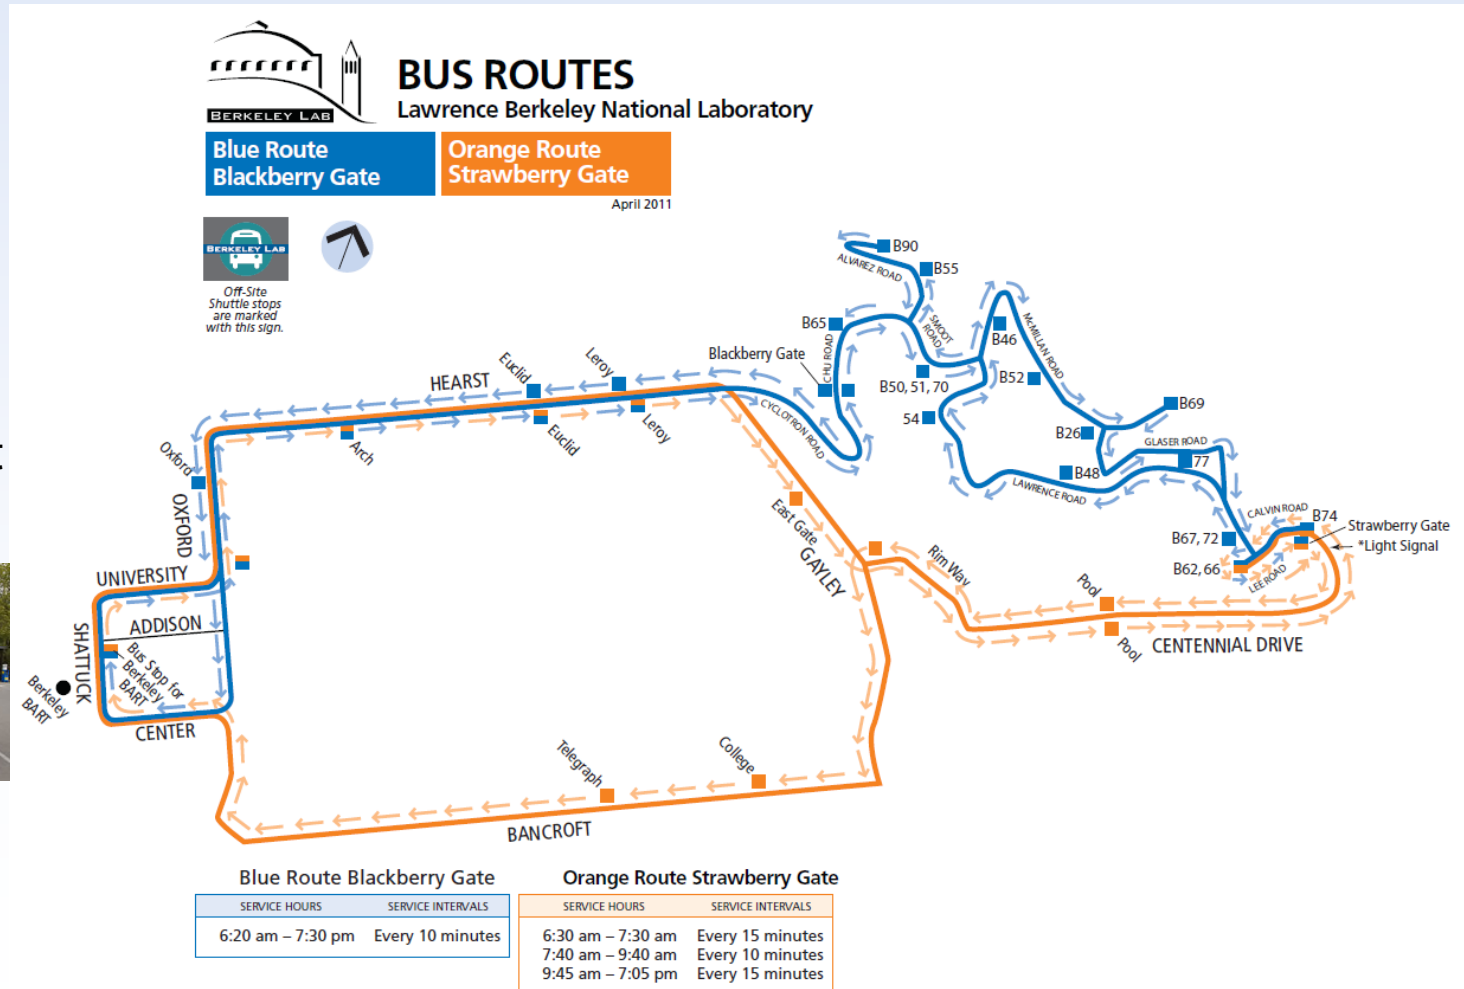 BERKELEY LAB
BUS ROUTES
Lawrence Berkeley National Laboratory
Blue Route
Blackberry Gate
Orange Route
Strawberry Gate
April 2011
BERKELEY LAB
Off-Site
Shuttle stops
are marked
with this sign.
B90
ALVAREZ ROAD
B55
B65
SMOOT
ROAD
B46
McMILLAN ROAD
Blackberry Gate
CHU ROAD
B50, 51, 70
B52
B69
54
B26
GLASER ROAD
77
B48
LAWRENCE ROAD
HEARST
Euclid
Leroy
CYCLOTRON ROAD
Arch
Euclid
Leroy
Oxford
OXFORD
East Gate
GAYLEY
Rim Way
CALVIN ROAD
B74
Strawberry Gate
*Light Signal
B67, 72
B62, 66
LEE ROAD
UNIVERSITY
ADDISON
SHATTUCK
Bus Stop for
Berkeley
BART
Berkeley
BART
CENTER
Pool
Pool
CENTENNIAL DRIVE
Telegraph
College
BANCROFT
Blue Route Blackberry Gate
SERVICE HOURS SERVICE INTERVALS
6:20 am – 7:30 pm Every 10 minutes
Orange Route Strawberry Gate
SERVICE HOURS SERVICE INTERVALS
6:30 am – 7:30 am Every 15 minutes
7:40 am – 9:40 am Every 10 minutes
9:45 am – 7:05 pm Every 15 minutes